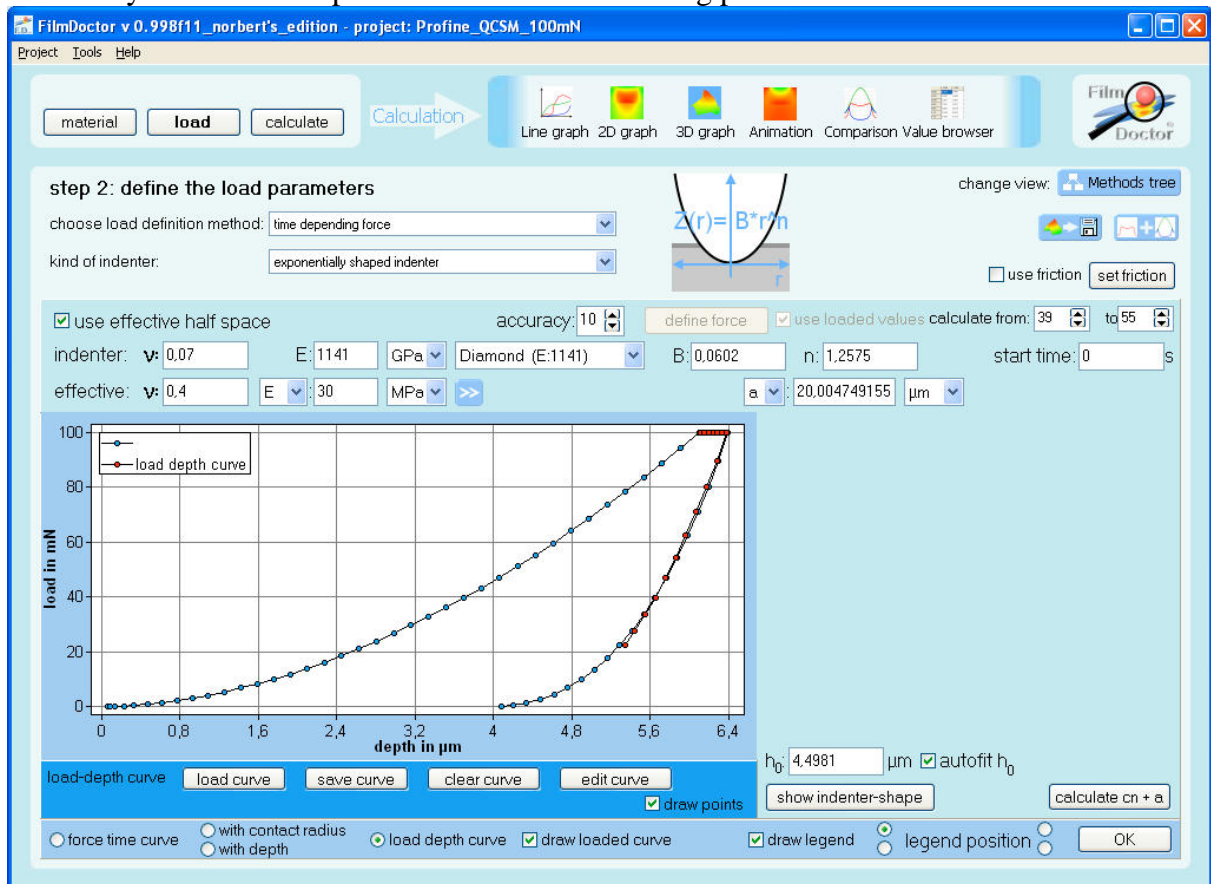 FilmDoctor v 0.998f11_norbert's_edition - project: Profine_QCSM_100mN
Project Tools Help
material load calculate Calculation Line graph 2D graph 3D graph Animation Comparison Value browser Film Doctor
step 2: define the load parameters
change view: Methods tree
choose load definition method: time depending force
Z(r)= B*r^n
r
kind of indenter: exponentially shaped indenter
use friction set friction
use effective half space accuracy: 10 define force use loaded values calculate from: 39 to 55
indenter: ν: 0,07 E: 1141 GPa Diamond (E:1141) B: 0,0602 n: 1,2575 start time: 0 s
effective: ν: 0,4 E : 30 MPa >> a : 20,004749155 µm
load depth curve
100
80
60
40
20
0
load in mN
0 0,8 1,6 2,4 3,2 4 4,8 5,6 6,4
depth in µm
h0: 4,4981 µm autofit h0
load-depth curve load curve save curve clear curve edit curve
draw points
show indenter-shape calculate cn + a
force time curve with contact radius with depth load depth curve draw loaded curve draw legend legend position OK